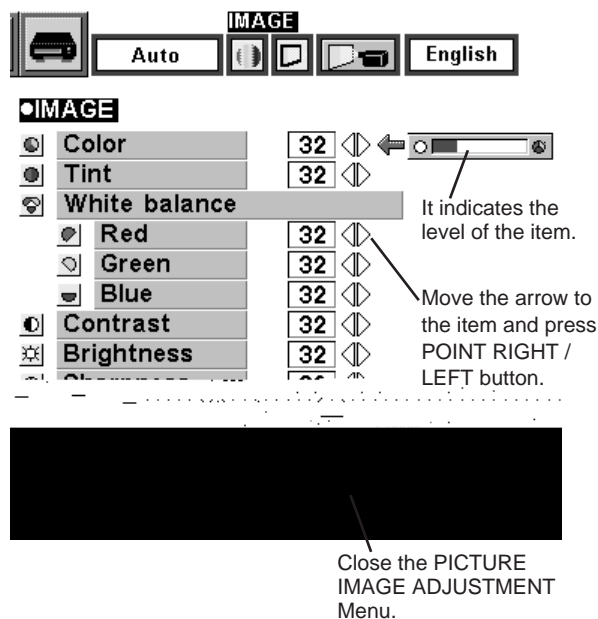 IMAGE
Auto
English
IMAGE
Color 32
Tint 32
White balance
Red 32
Green 32
Blue 32
Contrast 32
Brightness 32
It indicates the
level of the item.
Move the arrow to
the item and press
POINT RIGHT /
LEFT button.
Close the PICTURE
IMAGE ADJUSTMENT
Menu.